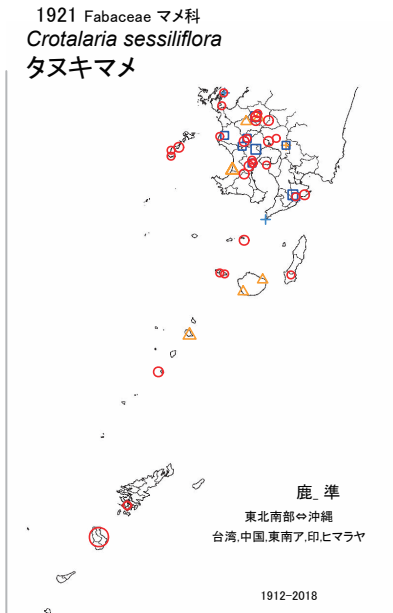 1921 Fabaceae マメ科
Crotalaria sessiliflora
タヌキマメ
鹿_準
東北南部⇔沖縄
台湾,中国,東南ア,印,ヒマラヤ
1912-2018